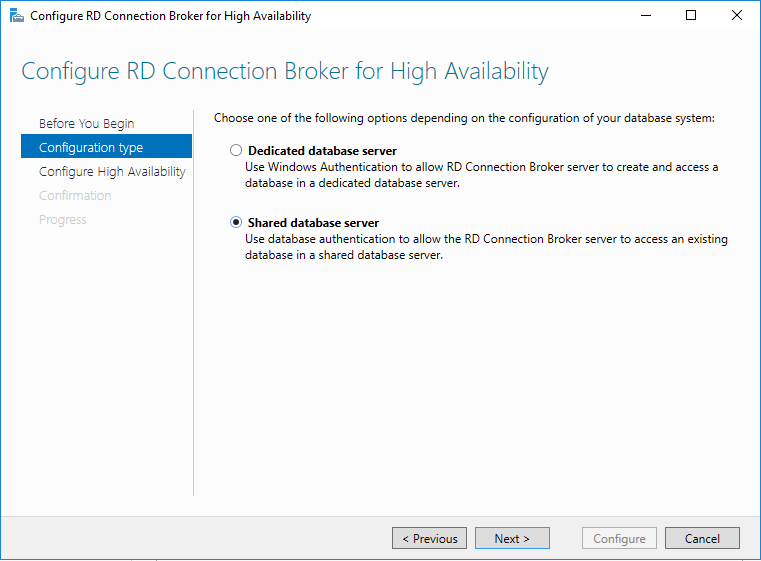 Configure RD Connection Broker for High Availability
Configure RD Connection Broker for High Availability
Before You Begin
Configuration type
Configure High Availability
Confirmation
Progress
Choose one of the following options depending on the configuration of your database system:
Dedicated database server
Use Windows Authentication to allow RD Connection Broker server to create and access a
database in a dedicated database server.
Shared database server
Use database authentication to allow the RD Connection Broker server to access an existing
database in a shared database server.
< Previous
Next >
Configure
Cancel